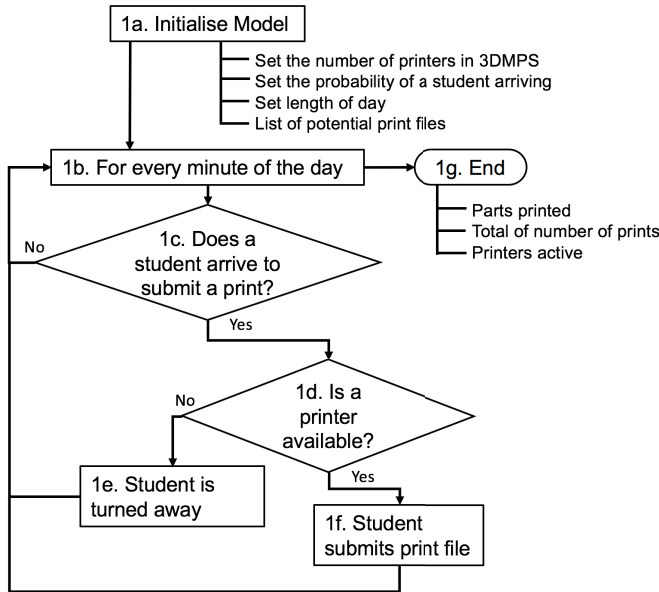 1a. Initialise Model
Set the number of printers in 3DMPS
Set the probability of a student arriving
Set length of day
List of potential print files
1b. For every minute of the day
1g. End
Parts printed
Total of number of prints
Printers active
No
1c. Does a
student arrive to
submit a print?
Yes
No
1d. Is a
printer
available?
Yes
1e. Student is
turned away
1f. Student
submits print file